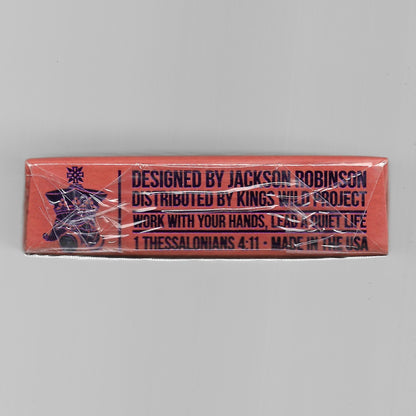 DESIGNED BY JACKSON ROBINSON
DISTRIBUTED BY KINGS WILD PROJECT
WORK WITH YOUR HANDS, LEAD A QUIET LIFE
1 THESSALONIANS 4:11 • MADE IN THE USA